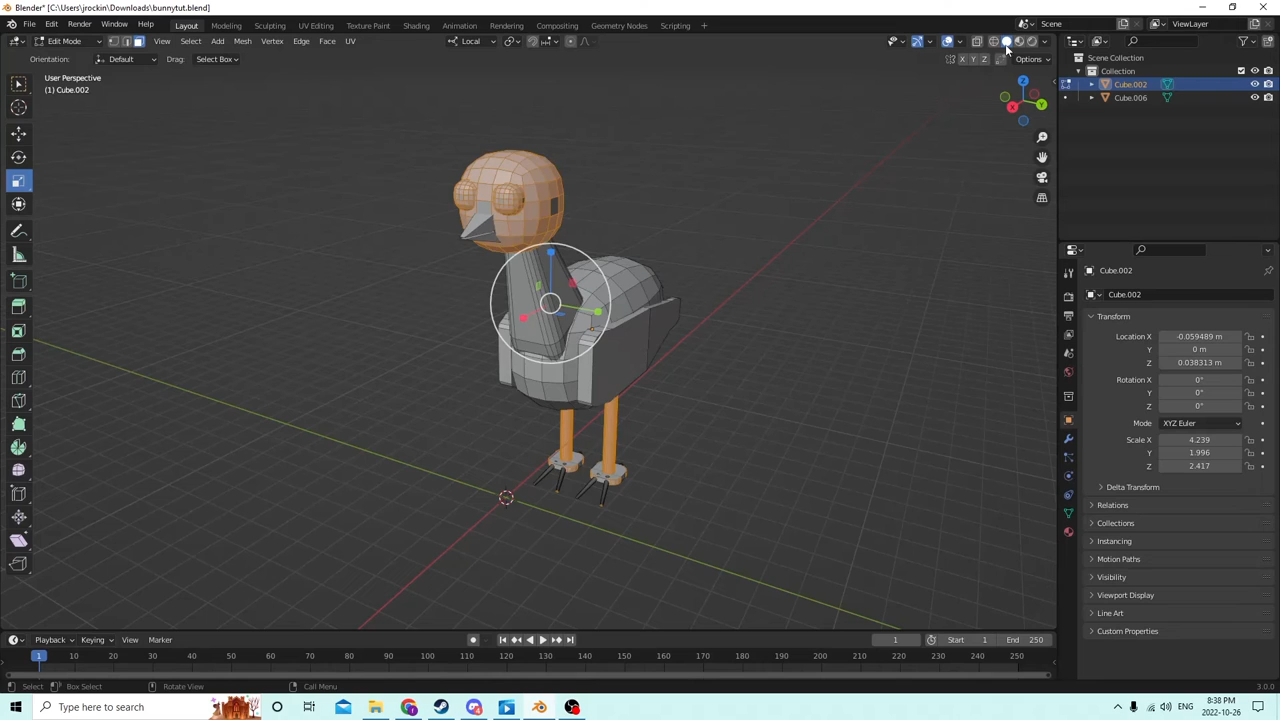 Blender* [C:\Users\jrockin\Downloads\bunnytut.blend]
File Edit Render Window Help Layout Modeling Sculpting UV Editing Texture Paint Shading Animation Rendering Compositing Geometry Nodes Scripting + Scene ViewLayer
Edit Mode View Select Add Mesh Vertex Edge Face UV Local
Orientation: Default Drag: Select Box X Y Z Options
User Perspective
(1) Cube.002
Z
Y
X
Scene Collection
Collection
Cube.002
Cube.006
Cube.002
Cube.002
Transform
Location X -0.059489 m
Y 0 m
Z 0.038313 m
Rotation X 0°
Y 0°
Z 0°
Mode XYZ Euler
Scale X 4.239
Y 1.996
Z 2.417
Delta Transform
Relations
Collections
Instancing
Motion Paths
Visibility
Viewport Display
Line Art
Custom Properties
Playback Keying View Marker 1 Start 1 End 250
1 10 20 30 40 50 60 70 80 90 100 110 120 130 140 150 160 170 180 190 200 210 220 230 240 250
Select Box Select Rotate View Call Menu 3.0.0
Type here to search ENG 8:38 PM
2022-10-26